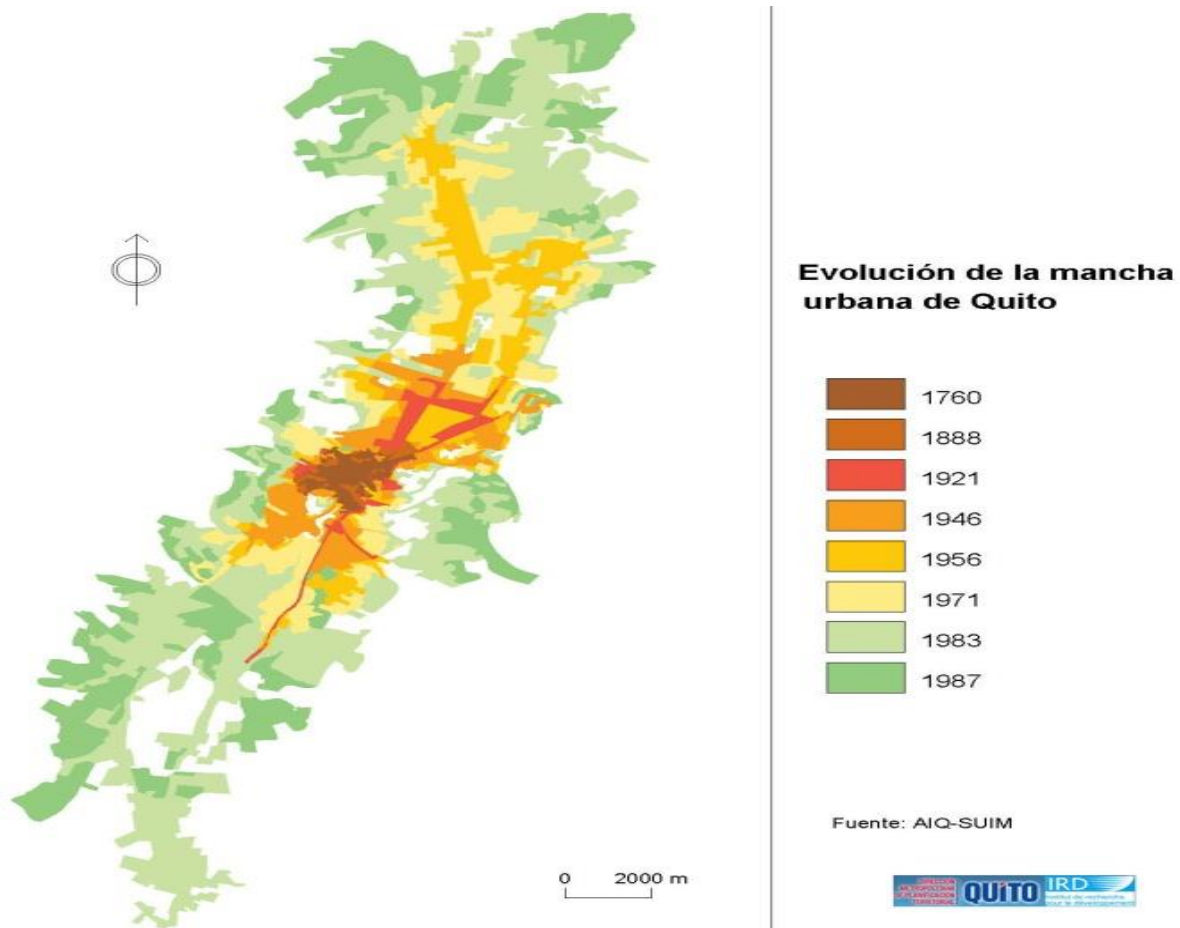 Evolución de la mancha
urbana de Quito
1760
1888
1921
1946
1956
1971
1983
1987
Fuente: AIQ-SUIM
0 2000 m
QUITO
IRD